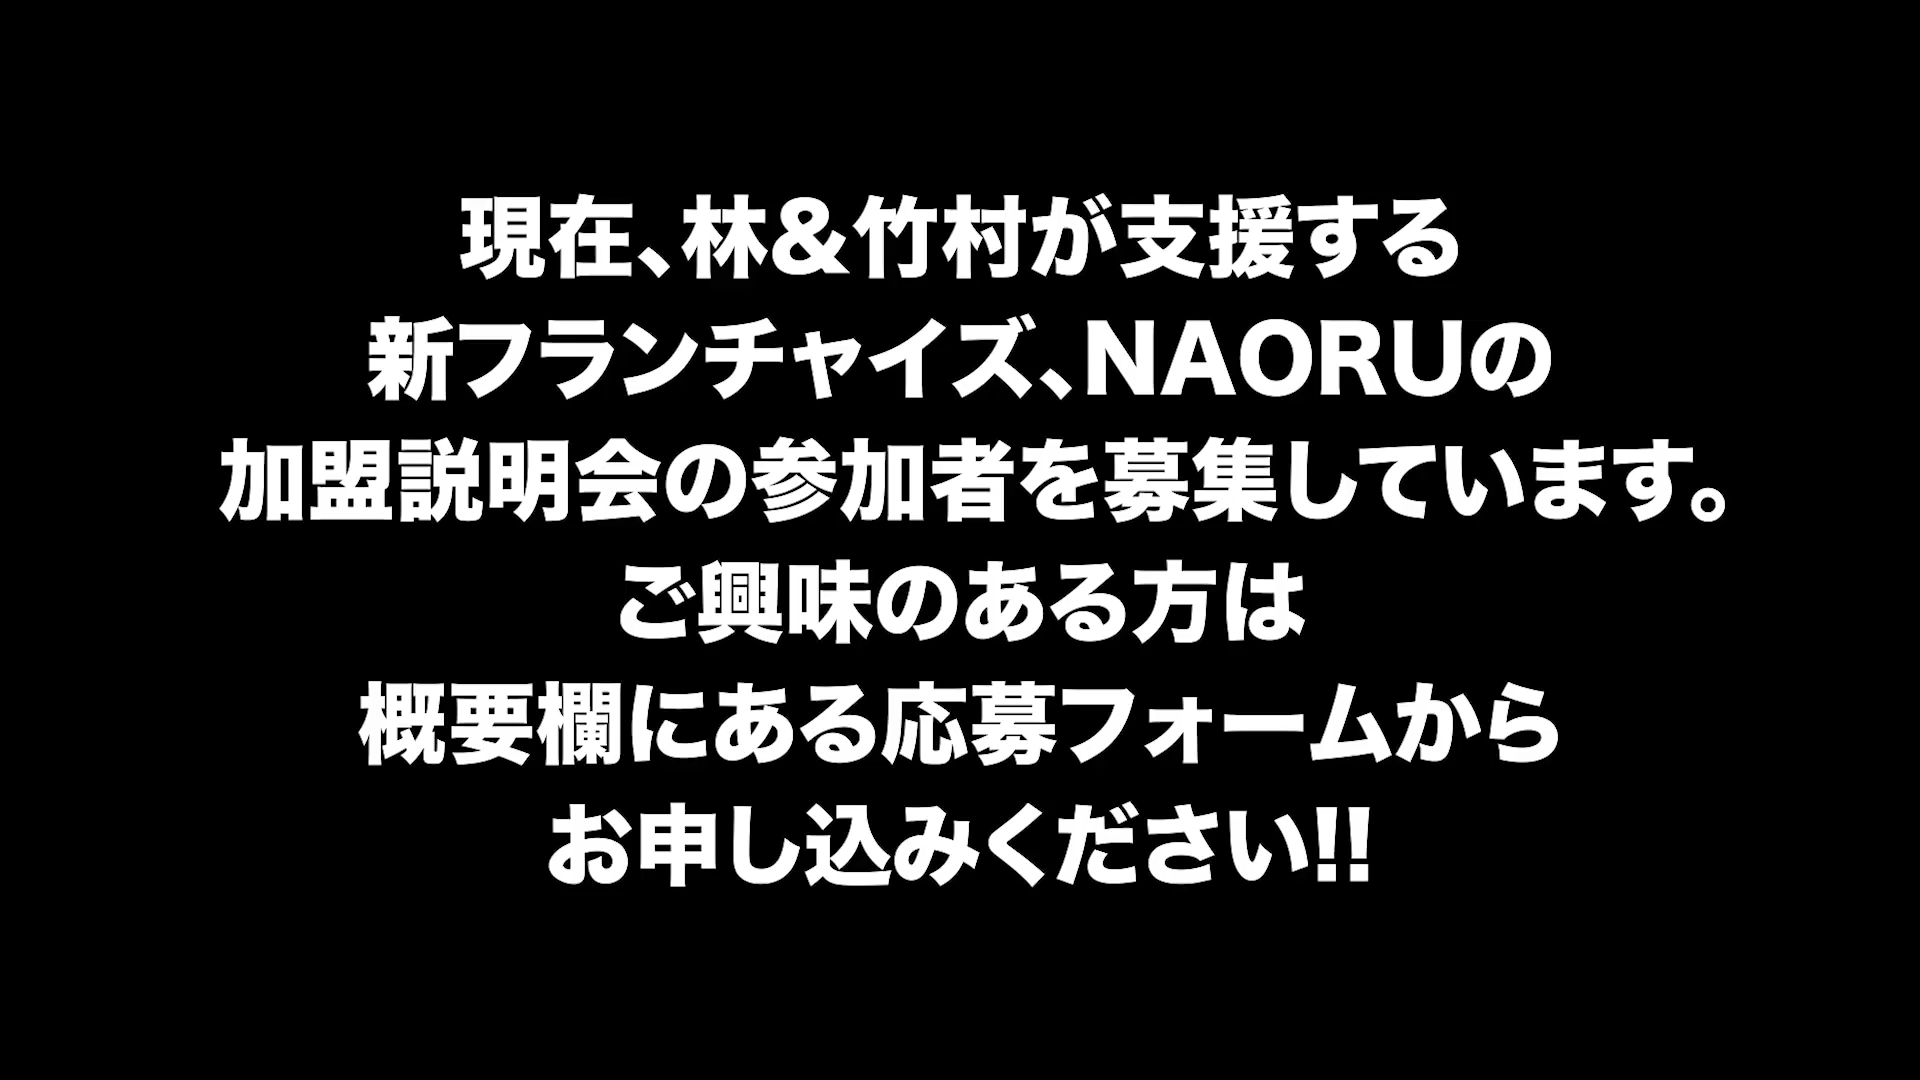 現在、林&竹村が支援する
新フランチャイズ、NAORUの
加盟説明会の参加者を募集しています。
ご興味のある方は
概要欄にある応募フォームから
お申し込みください!!